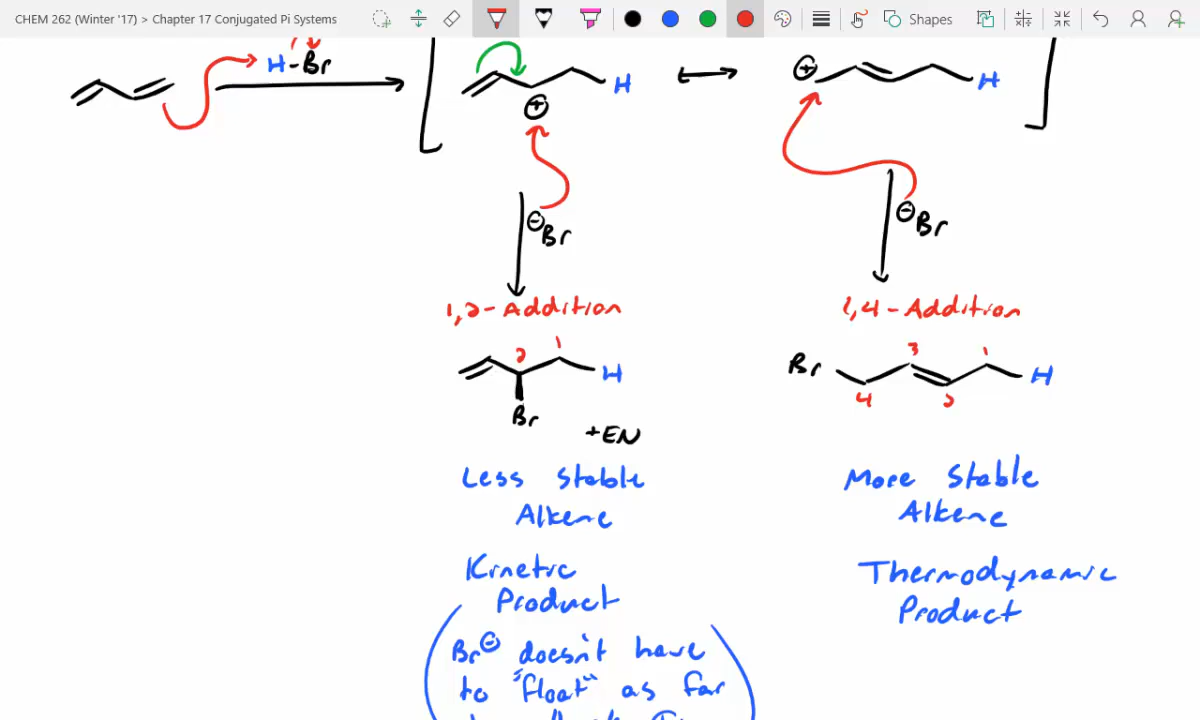 CHEM 262 (Winter '17) > Chapter 17 Conjugated Pi Systems
Shapes
H-Br
H
⊕
⊕
H
⊖Br
⊖Br
1,2-Addition
1,4-Addition
2 1
H
Br
+EN
Br
4 3 2 1
H
Less Stable
Alkene
More Stable
Alkene
Kinetic
Product
Thermodynamic
Product
Br⊖ doesn't have
to "float" as far